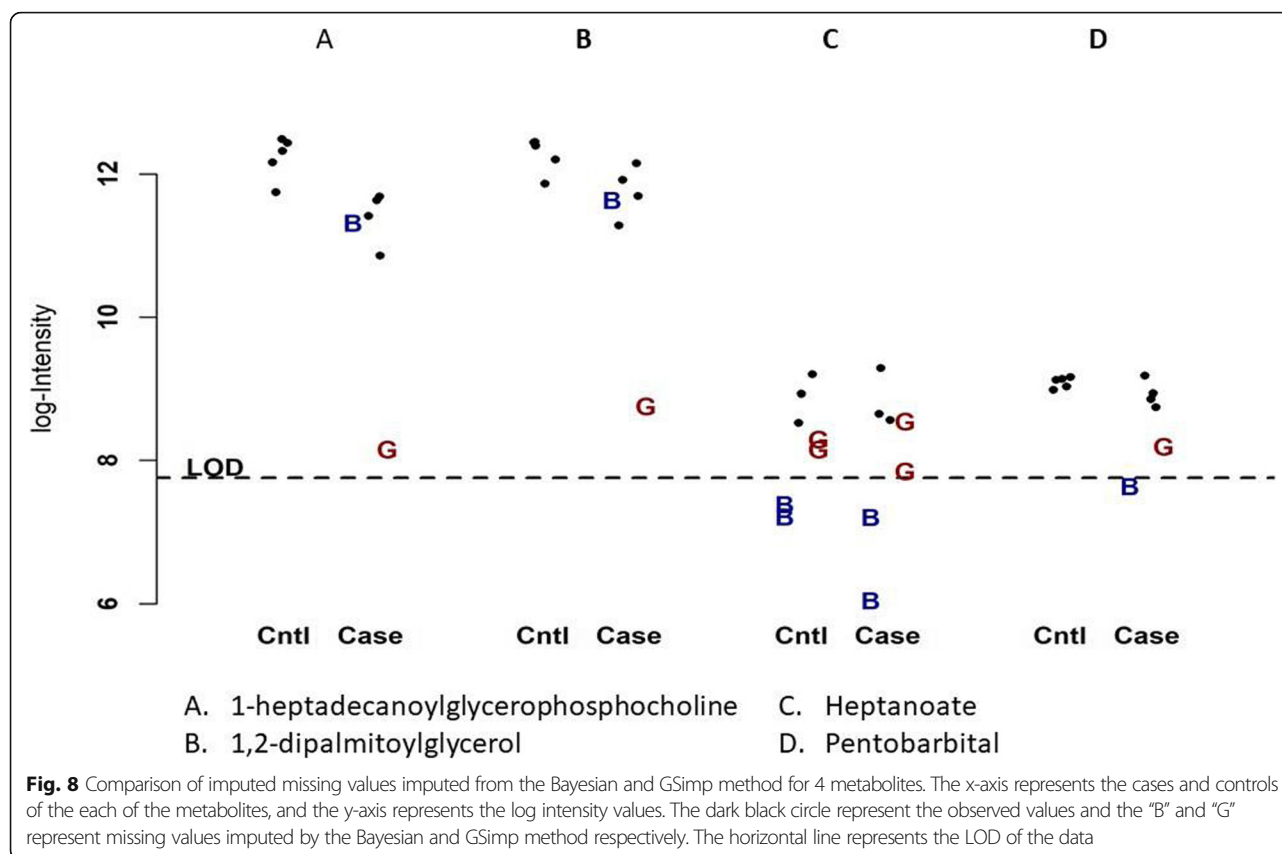 A B C D
12
10
8
6
log-Intensity
LOD
B
G
B
G
G
G
B
B
G
G
B
B
G
B
Cntl Case Cntl Case Cntl Case Cntl Case
A. 1-heptadecanoylglycerophosphocholine
B. 1,2-dipalmitoylglycerol
C. Heptanoate
D. Pentobarbital
Fig. 8 Comparison of imputed missing values imputed from the Bayesian and GSimp method for 4 metabolites. The x-axis represents the cases and controls
of the each of the metabolites, and the y-axis represents the log intensity values. The dark black circle represent the observed values and the “B” and “G”
represent missing values imputed by the Bayesian and GSimp method respectively. The horizontal line represents the LOD of the data